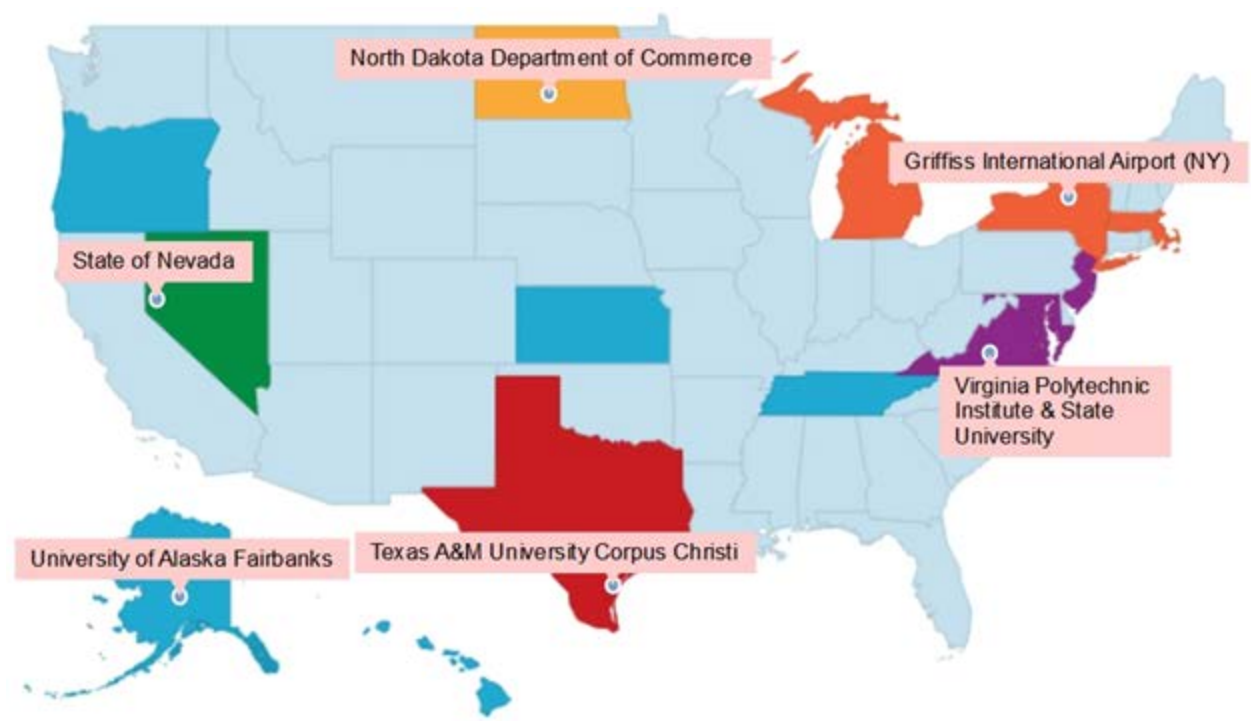 North Dakota Department of Commerce
Griffiss International Airport (NY)
State of Nevada
Virginia Polytechnic
Institute & State
University
University of Alaska Fairbanks
Texas A&M University Corpus Christi